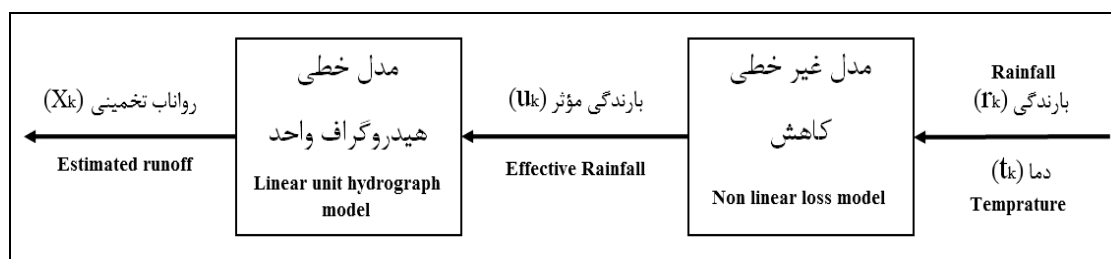 Rainfall
بارندگی (rk)
دما (tk)
Temprature
مدل غیر خطی
کاهش
Non linear loss model
بارندگی مؤثر (uk)
Effective Rainfall
مدل خطی
هیدروگراف واحد
Linear unit hydrograph
model
رواناب تخمینی (Xk)
Estimated runoff